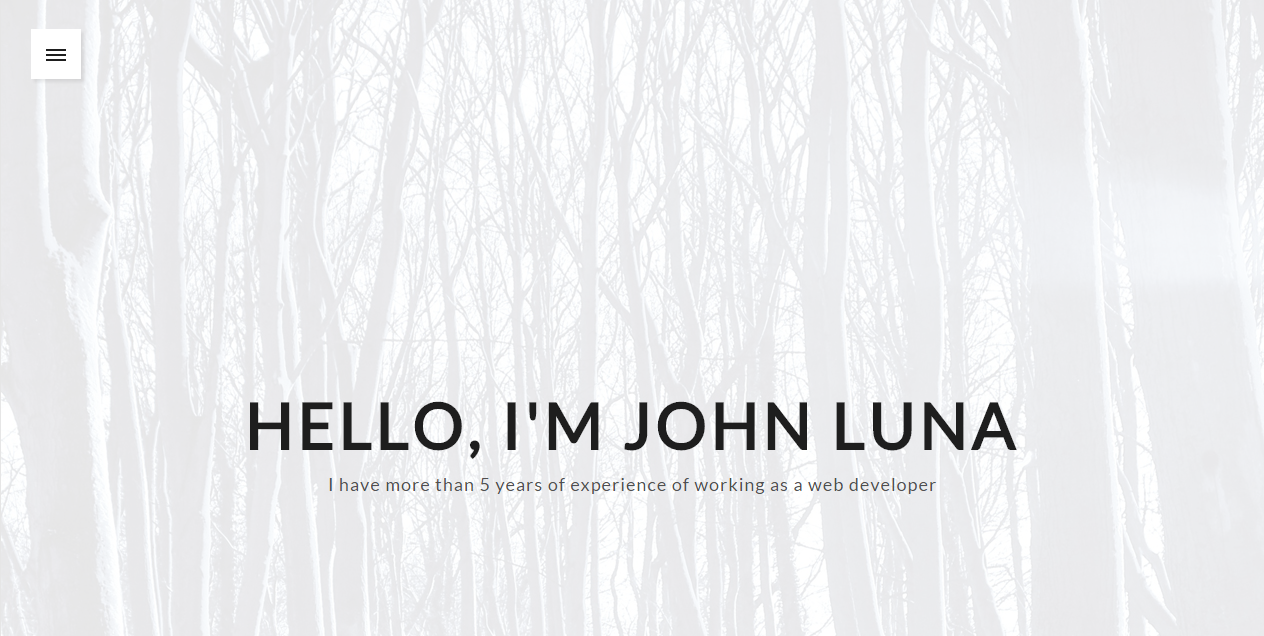 HELLO, I'M JOHN LUNA
I have more than 5 years of experience of working as a web developer